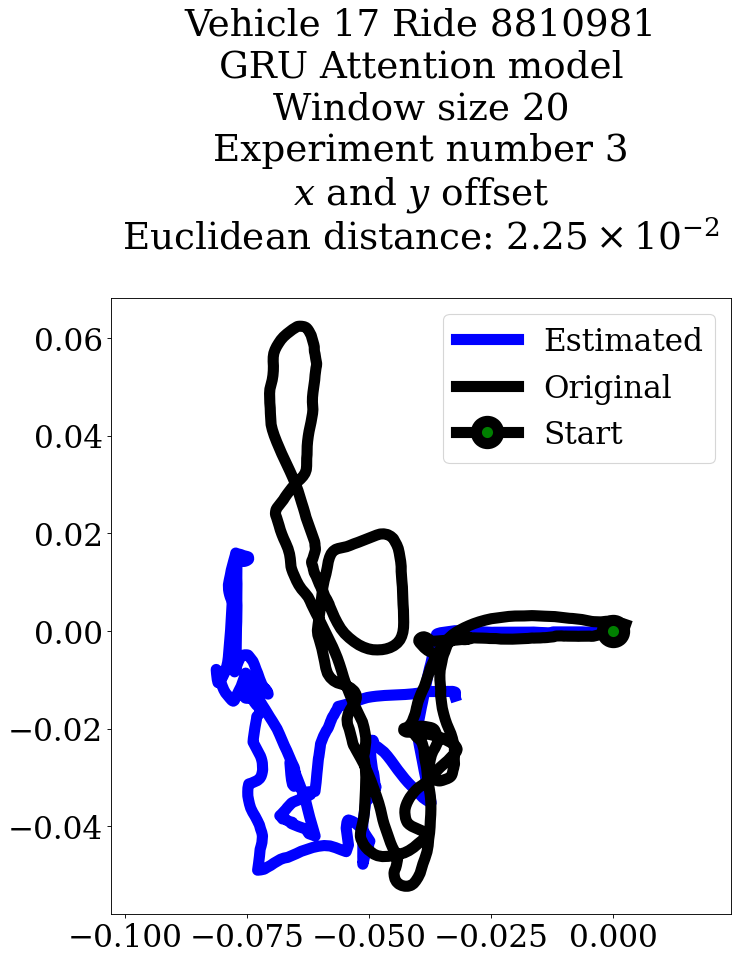 Vehicle 17 Ride 8810981
GRU Attention model
Window size 20
Experiment number 3
x and y offset
Euclidean distance: 2.25 × 10⁻²
Estimated
Original
Start
0.06
0.04
0.02
0.00
−0.02
−0.04
−0.100 −0.075 −0.050 −0.025 0.000